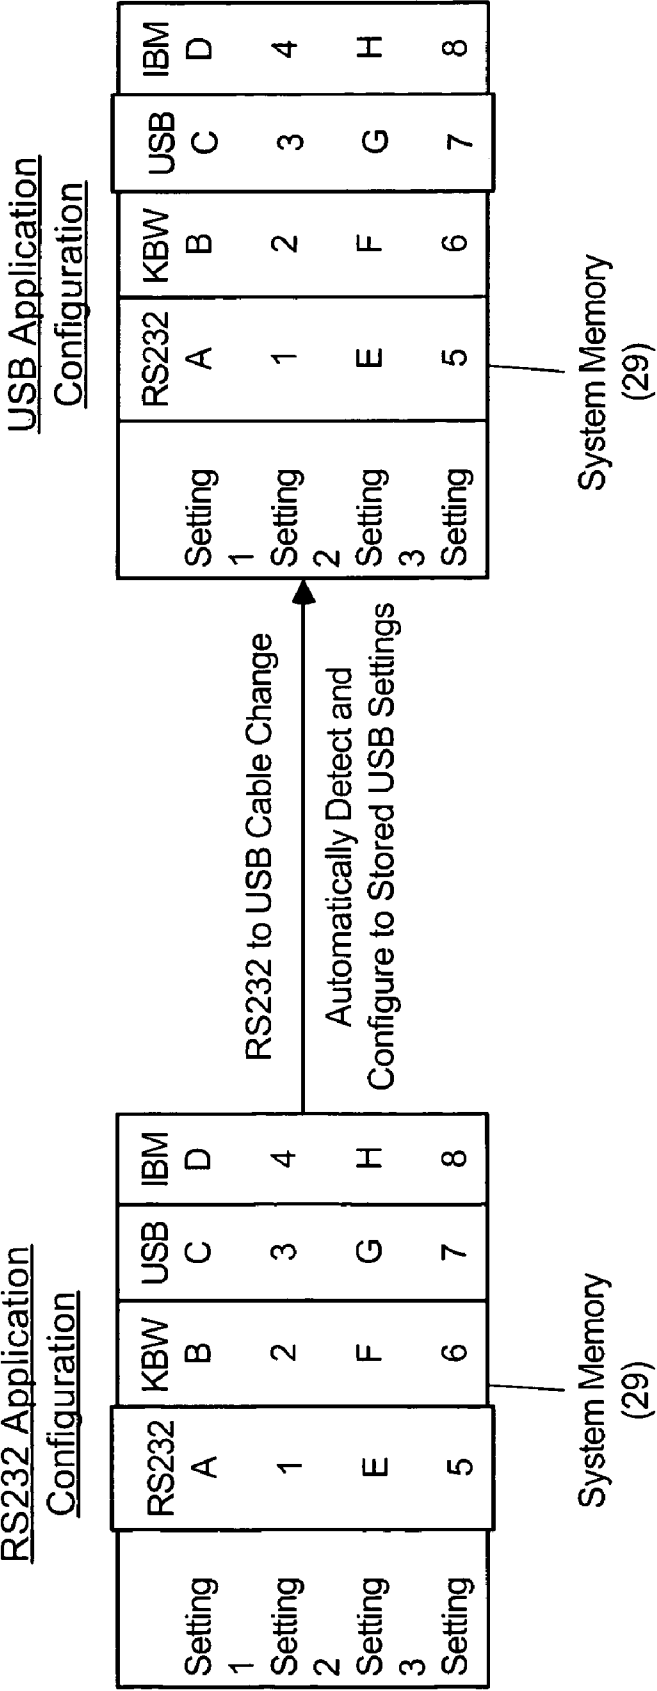 RS232 Application
Configuration
RS232 KBW USB IBM
Setting A B C D
1
Setting 1 2 3 4
2
Setting E F G H
3
Setting 5 6 7 8
System Memory
(29)
RS232 to USB Cable Change
Automatically Detect and
Configure to Stored USB Settings
USB Application
Configuration
RS232 KBW USB IBM
Setting A B C D
1
Setting 1 2 3 4
2
Setting E F G H
3
Setting 5 6 7 8
System Memory
(29)